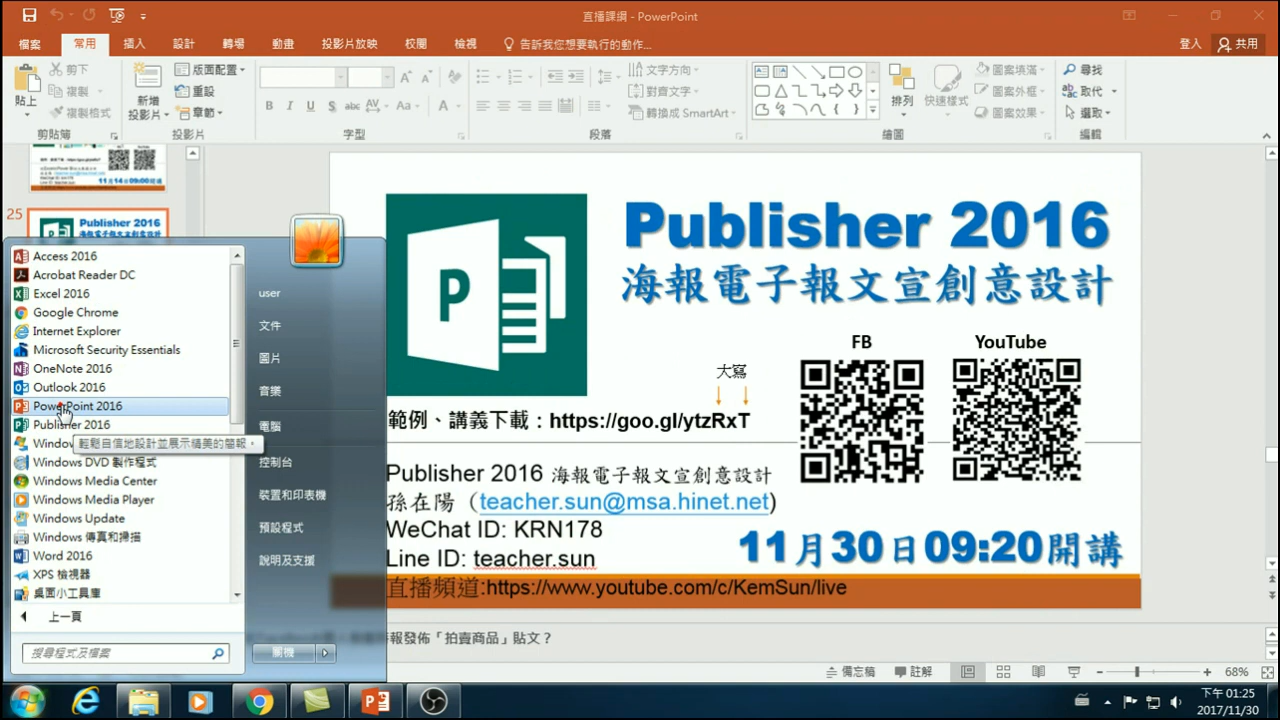 直播課綱 - PowerPoint
檔案 常用 插入 設計 轉場 動畫 投影片放映 校閱 檢視 告訴我您想要執行的動作... 登入 共用
剪下 複製 複製格式 貼上
新增投影片 版面配置 重設 章節
B I U S abc AV Aa A
文字方向 對齊文字 轉換成 SmartArt
排列 快速樣式 圖案填滿 圖案外框 圖案效果
尋找 取代 選取
剪貼簿 投影片 字型 段落 繪圖 編輯
11月14日09:00開講
25
Publisher 2016
Access 2016
Acrobat Reader DC
Excel 2016
Google Chrome
Internet Explorer
Microsoft Security Essentials
OneNote 2016
Outlook 2016
PowerPoint 2016
Publisher 2016
輕鬆自信地設計並展示精美的簡報。
Windows DVD 製作程式
Windows Media Center
Windows Media Player
Windows Update
Windows 傳真和掃描
Word 2016
XPS 檢視器
桌面小工具庫
上一頁
搜尋程式及檔案
user
文件
圖片
音樂
電腦
控制台
裝置和印表機
預設程式
說明及支援
關機
P
Publisher 2016
海報電子報文宣創意設計
FB YouTube
大寫
範例、講義下載：https://goo.gl/ytzRxT
Publisher 2016 海報電子報文宣創意設計
孫在陽（teacher.sun@msa.hinet.net)
WeChat ID: KRN178
Line ID: teacher.sun
11月30日09:20開講
直播頻道:https://www.youtube.com/c/KemSun/live
報發佈「拍賣商品」貼文？
備忘稿 註解 68%
下午 01:25
2017/11/30